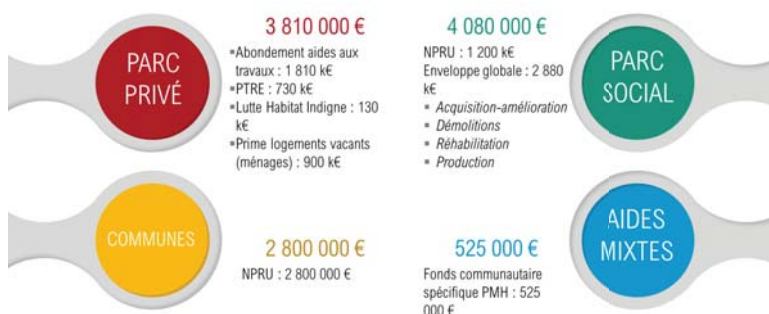 PARC
PRIVÉ
3 810 000 €
▪Abondement aides aux
travaux : 1 810 k€
▪PTRE : 730 k€
▪Lutte Habitat Indigne : 130
k€
▪Prime logements vacants
(ménages) : 900 k€
4 080 000 €
NPRU : 1 200 k€
Enveloppe globale : 2 880
k€
▪ Acquisition-amélioration
▪ Démolitions
▪ Réhabilitation
▪ Production
PARC
SOCIAL
COMMUNES
2 800 000 €
NPRU : 2 800 000 €
525 000 €
Fonds communautaire
spécifique PMH : 525
000 €
AIDES
MIXTES